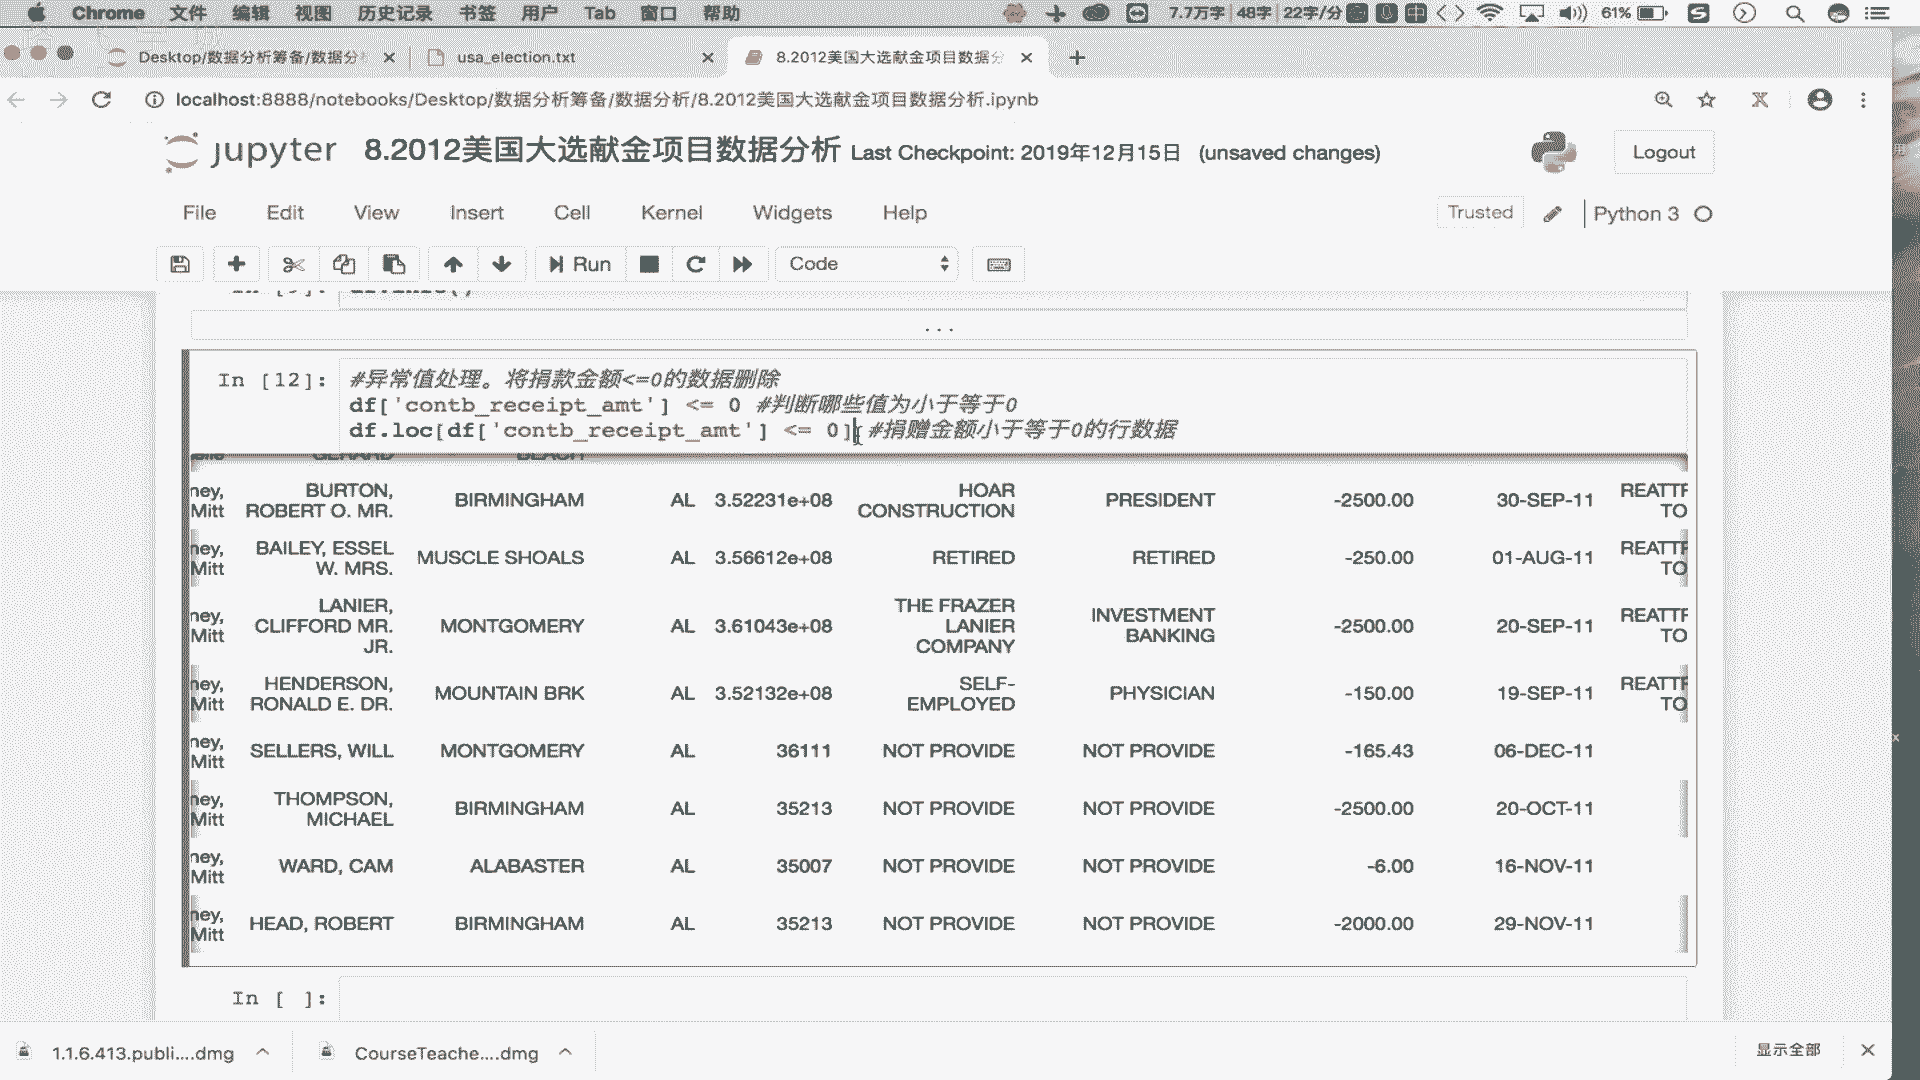 Chrome 文件 编辑 视图 历史记录 书签 用户 Tab 窗口 帮助 7.7万字 48字 22字/分 中 61%
Desktop/数据分析筹备/数据分 usa_election.txt 8.2012美国大选献金项目数据分
localhost:8888/notebooks/Desktop/数据分析筹备/数据分析/8.2012美国大选献金项目数据分析.ipynb
jupyter 8.2012美国大选献金项目数据分析 Last Checkpoint: 2019年12月15日 (unsaved changes) Logout
File Edit View Insert Cell Kernel Widgets Help Trusted Python 3
Run Code
...
In [12]: #异常值处理。将捐款金额<=0的数据删除
df['contb_receipt_amt'] <= 0 #判断哪些值为小于等于0
df.loc[df['contb_receipt_amt'] <= 0] #捐赠金额小于等于0的行数据
GERARD BEACH
ney, Mitt BURTON, ROBERT O. MR. BIRMINGHAM AL 3.52231e+08 HOAR CONSTRUCTION PRESIDENT -2500.00 30-SEP-11 REATTR TO
ney, Mitt BAILEY, ESSEL W. MRS. MUSCLE SHOALS AL 3.56612e+08 RETIRED RETIRED -250.00 01-AUG-11 REATTR TO
ney, Mitt LANIER, CLIFFORD MR. JR. MONTGOMERY AL 3.61043e+08 THE FRAZER LANIER COMPANY INVESTMENT BANKING -2500.00 20-SEP-11 REATTR TO
ney, Mitt HENDERSON, RONALD E. DR. MOUNTAIN BRK AL 3.52132e+08 SELF-EMPLOYED PHYSICIAN -150.00 19-SEP-11 REATTR TO
ney, Mitt SELLERS, WILL MONTGOMERY AL 36111 NOT PROVIDE NOT PROVIDE -165.43 06-DEC-11
ney, Mitt THOMPSON, MICHAEL BIRMINGHAM AL 35213 NOT PROVIDE NOT PROVIDE -2500.00 20-OCT-11
ney, Mitt WARD, CAM ALABASTER AL 35007 NOT PROVIDE NOT PROVIDE -6.00 16-NOV-11
ney, Mitt HEAD, ROBERT BIRMINGHAM AL 35213 NOT PROVIDE NOT PROVIDE -2000.00 29-NOV-11
In [ ]:
1.1.6.413.publi....dmg CourseTeache....dmg 显示全部